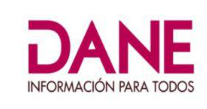 DANE
INFORMACIÓN PARA TODOS